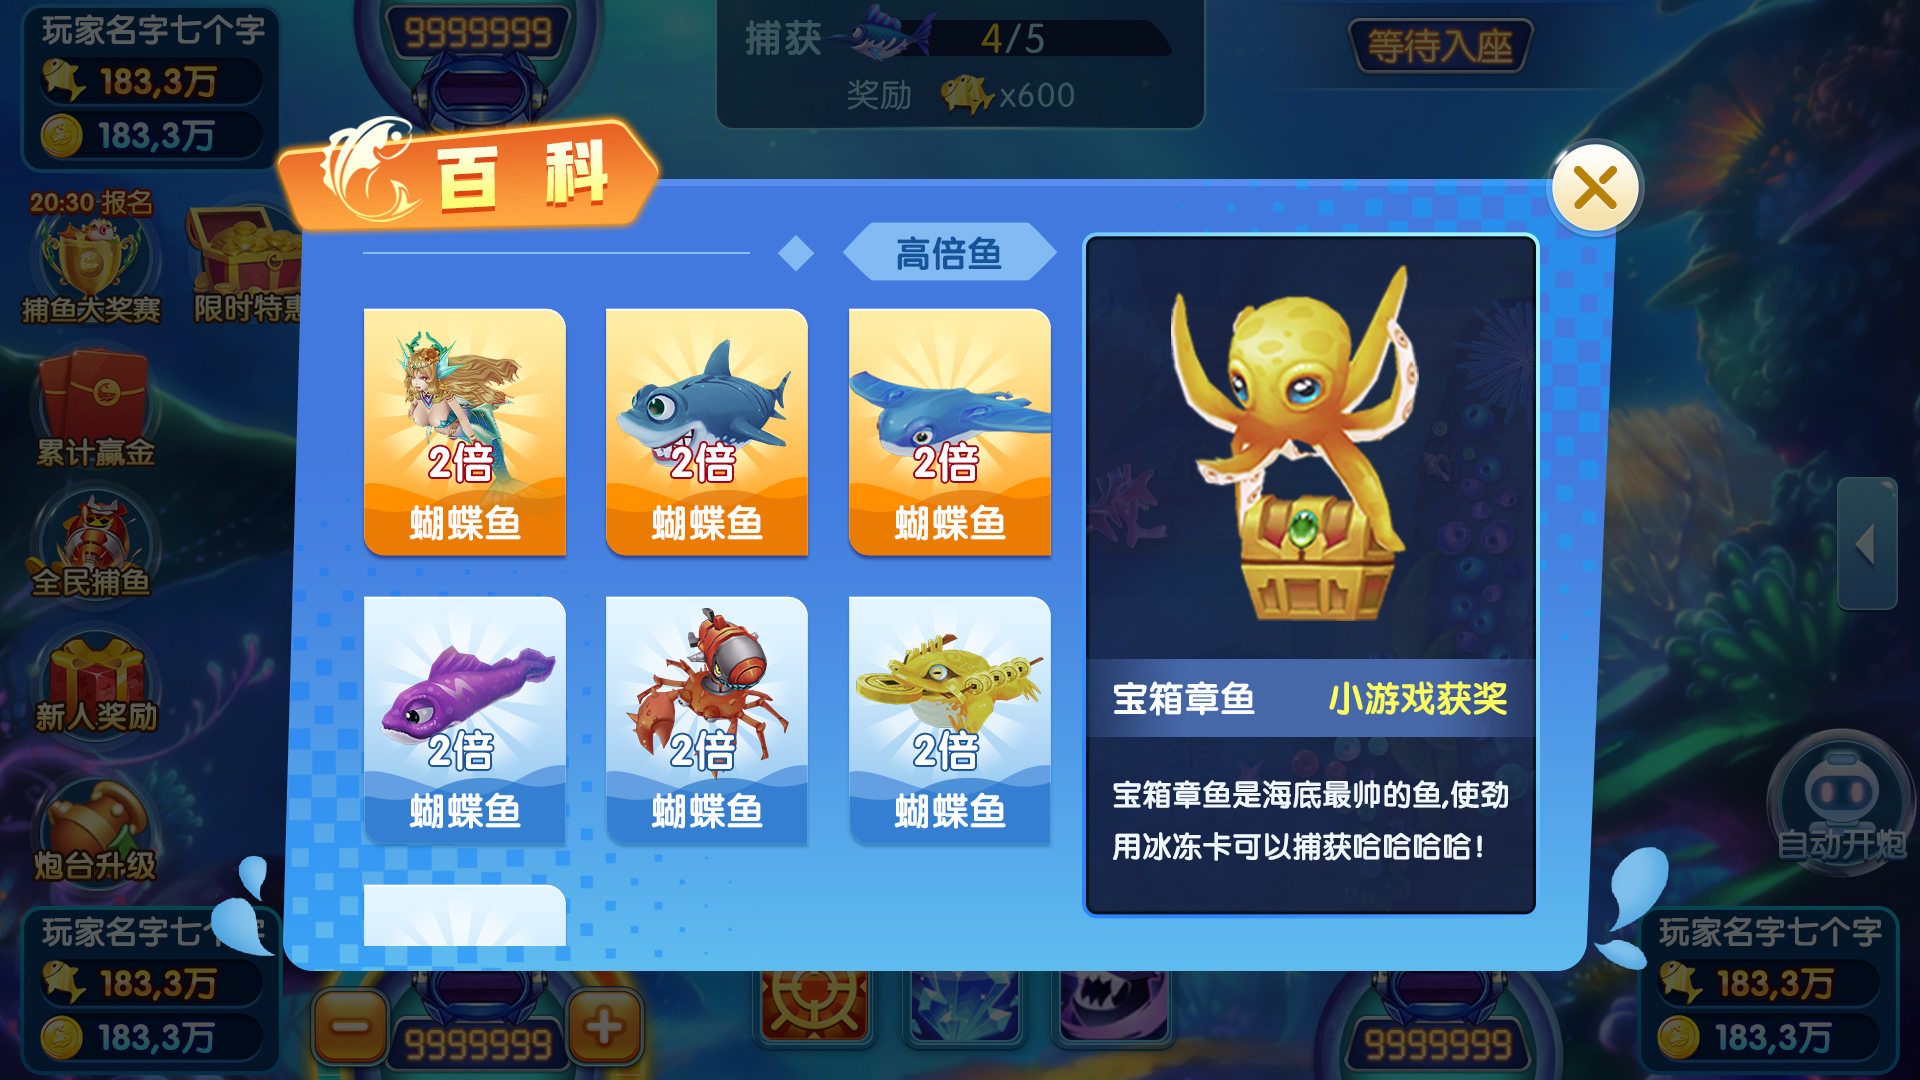 玩家名字七个字
183,3万
183,3万
9999999
捕获
4/5
奖励
x600
等待入座
20:30 报名
捕鱼大奖赛
限时特惠
累计赢金
全民捕鱼
新人奖励
炮台升级
百科
高倍鱼
2倍
蝴蝶鱼
2倍
蝴蝶鱼
2倍
蝴蝶鱼
2倍
蝴蝶鱼
2倍
蝴蝶鱼
2倍
蝴蝶鱼
宝箱章鱼
小游戏获奖
宝箱章鱼是海底最帅的鱼,使劲
用冰冻卡可以捕获哈哈哈哈!
自动开炮
玩家名字七个字
183,3万
183,3万
9999999
9999999
玩家名字七个字
183,3万
183,3万